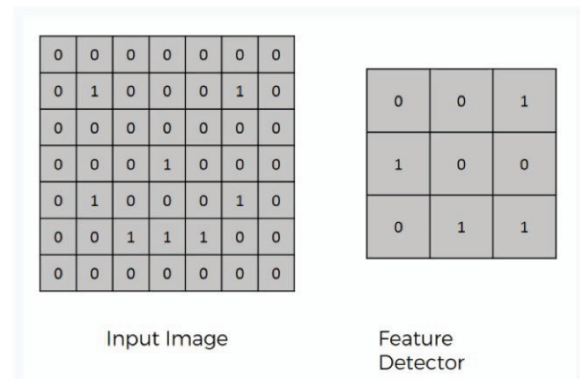 0 0 0 0 0 0 0
0 1 0 0 0 1 0
0 0 0 0 0 0 0
0 0 0 1 0 0 0
0 1 0 0 0 1 0
0 0 1 1 1 0 0
0 0 0 0 0 0 0
Input Image
0 0 1
1 0 0
0 1 1
Feature
Detector